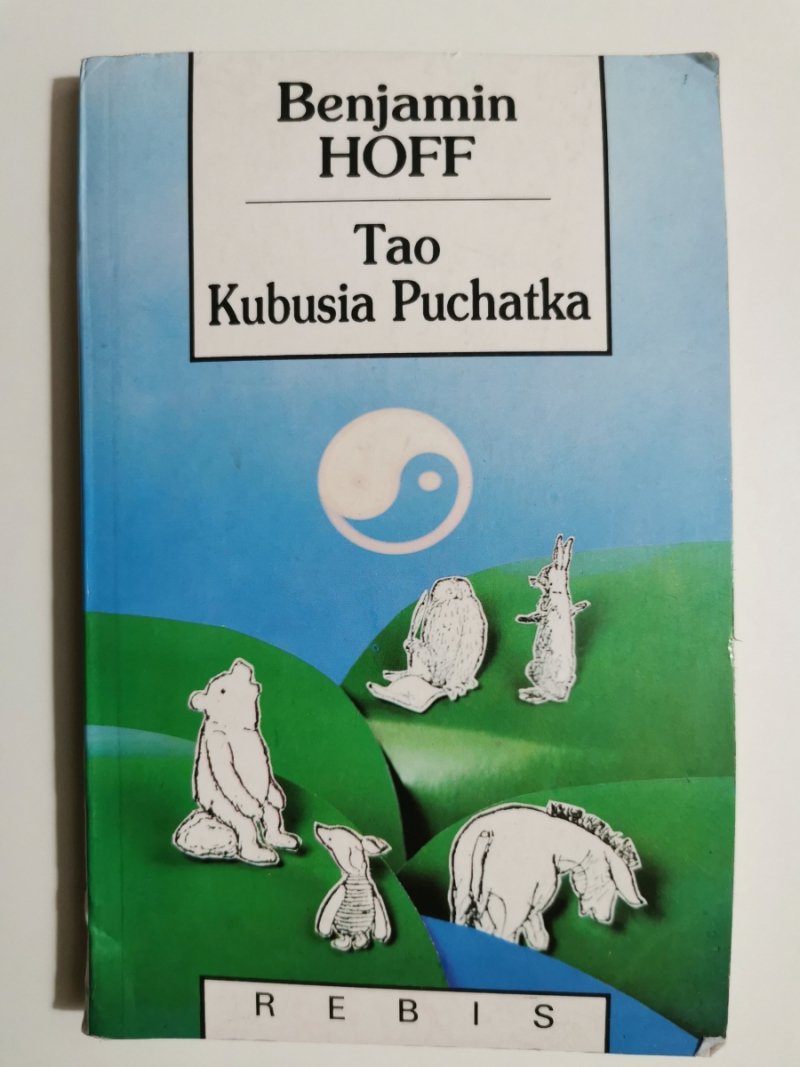 Benjamin
HOFF
Tao
Kubusia Puchatka
REBIS